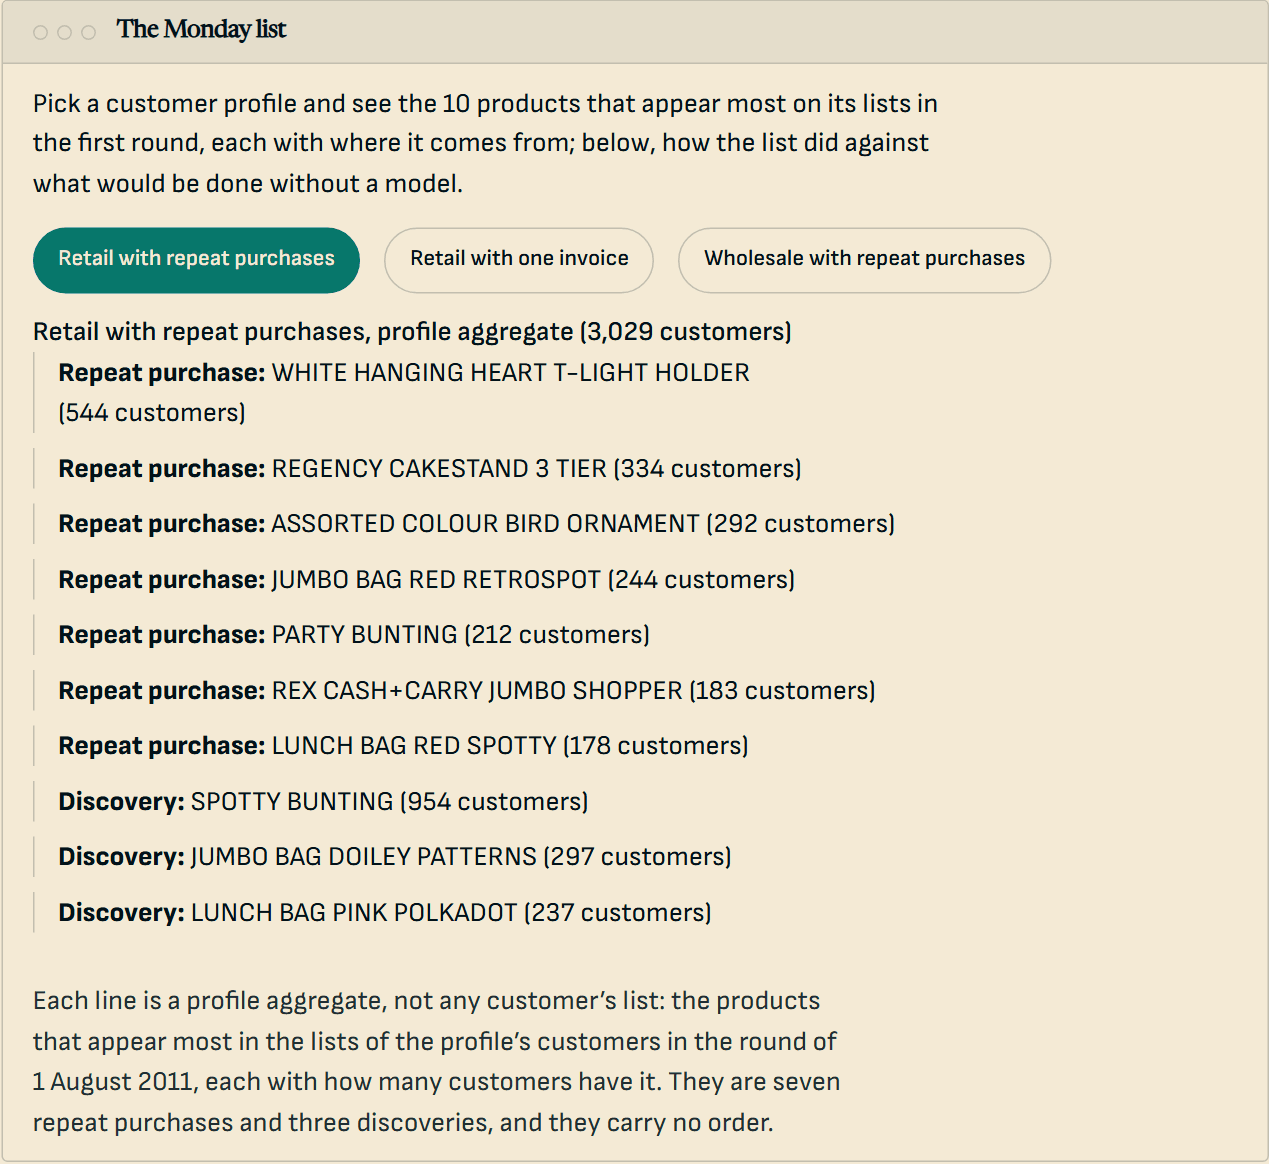 The Monday list
Pick a customer profile and see the 10 products that appear most on its lists in
the first round, each with where it comes from; below, how the list did against
what would be done without a model.
Retail with repeat purchases
Retail with one invoice
Wholesale with repeat purchases
Retail with repeat purchases, profile aggregate (3,029 customers)
Repeat purchase: WHITE HANGING HEART T-LIGHT HOLDER
(544 customers)
Repeat purchase: REGENCY CAKESTAND 3 TIER (334 customers)
Repeat purchase: ASSORTED COLOUR BIRD ORNAMENT (292 customers)
Repeat purchase: JUMBO BAG RED RETROSPOT (244 customers)
Repeat purchase: PARTY BUNTING (212 customers)
Repeat purchase: REX CASH+CARRY JUMBO SHOPPER (183 customers)
Repeat purchase: LUNCH BAG RED SPOTTY (178 customers)
Discovery: SPOTTY BUNTING (954 customers)
Discovery: JUMBO BAG DOILEY PATTERNS (297 customers)
Discovery: LUNCH BAG PINK POLKADOT (237 customers)
Each line is a profile aggregate, not any customer’s list: the products
that appear most in the lists of the profile’s customers in the round of
1 August 2011, each with how many customers have it. They are seven
repeat purchases and three discoveries, and they carry no order.